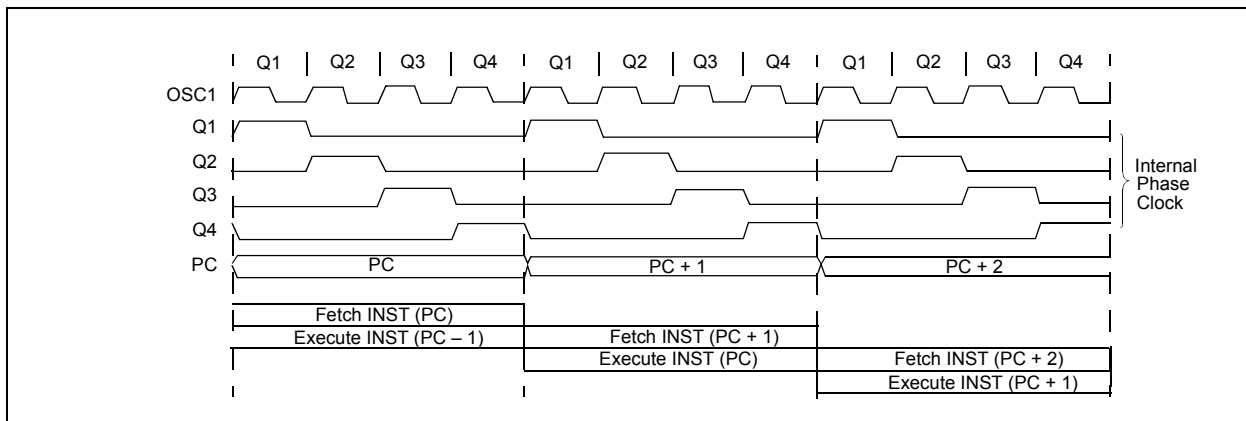 Q1 Q2 Q3 Q4 Q1 Q2 Q3 Q4 Q1 Q2 Q3 Q4
OSC1
Q1
Q2
Q3
Q4
Internal
Phase
Clock
PC PC PC + 1 PC + 2
Fetch INST (PC)
Execute INST (PC – 1) Fetch INST (PC + 1)
Execute INST (PC) Fetch INST (PC + 2)
Execute INST (PC + 1)